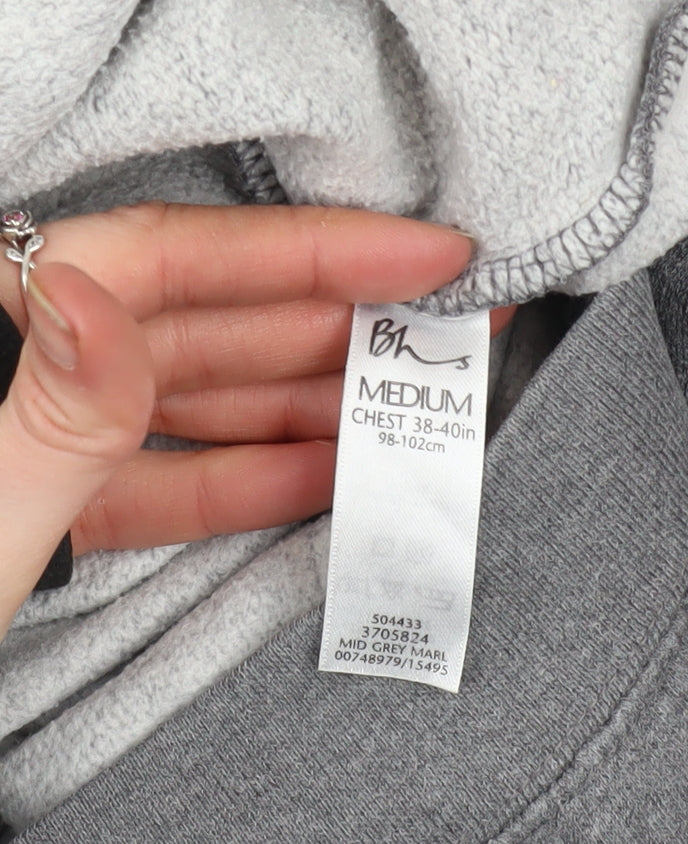 Bhs
MEDIUM
CHEST 38-40in
98-102cm
504433
3705824
MID GREY MARL
00748979/15495